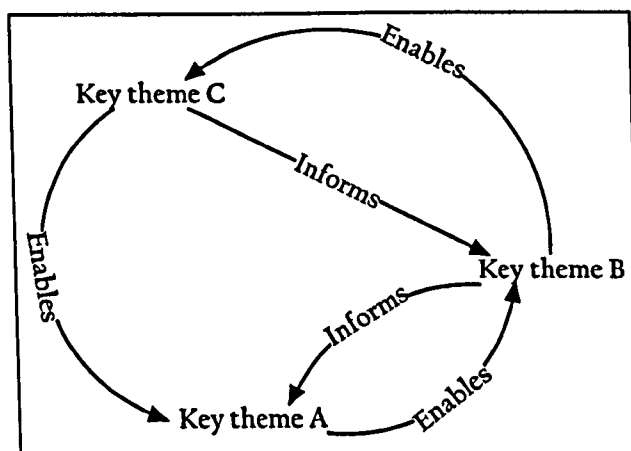 Enables
Key theme C
Informs
Enables
Key theme B
Informs
Key theme A
Enables